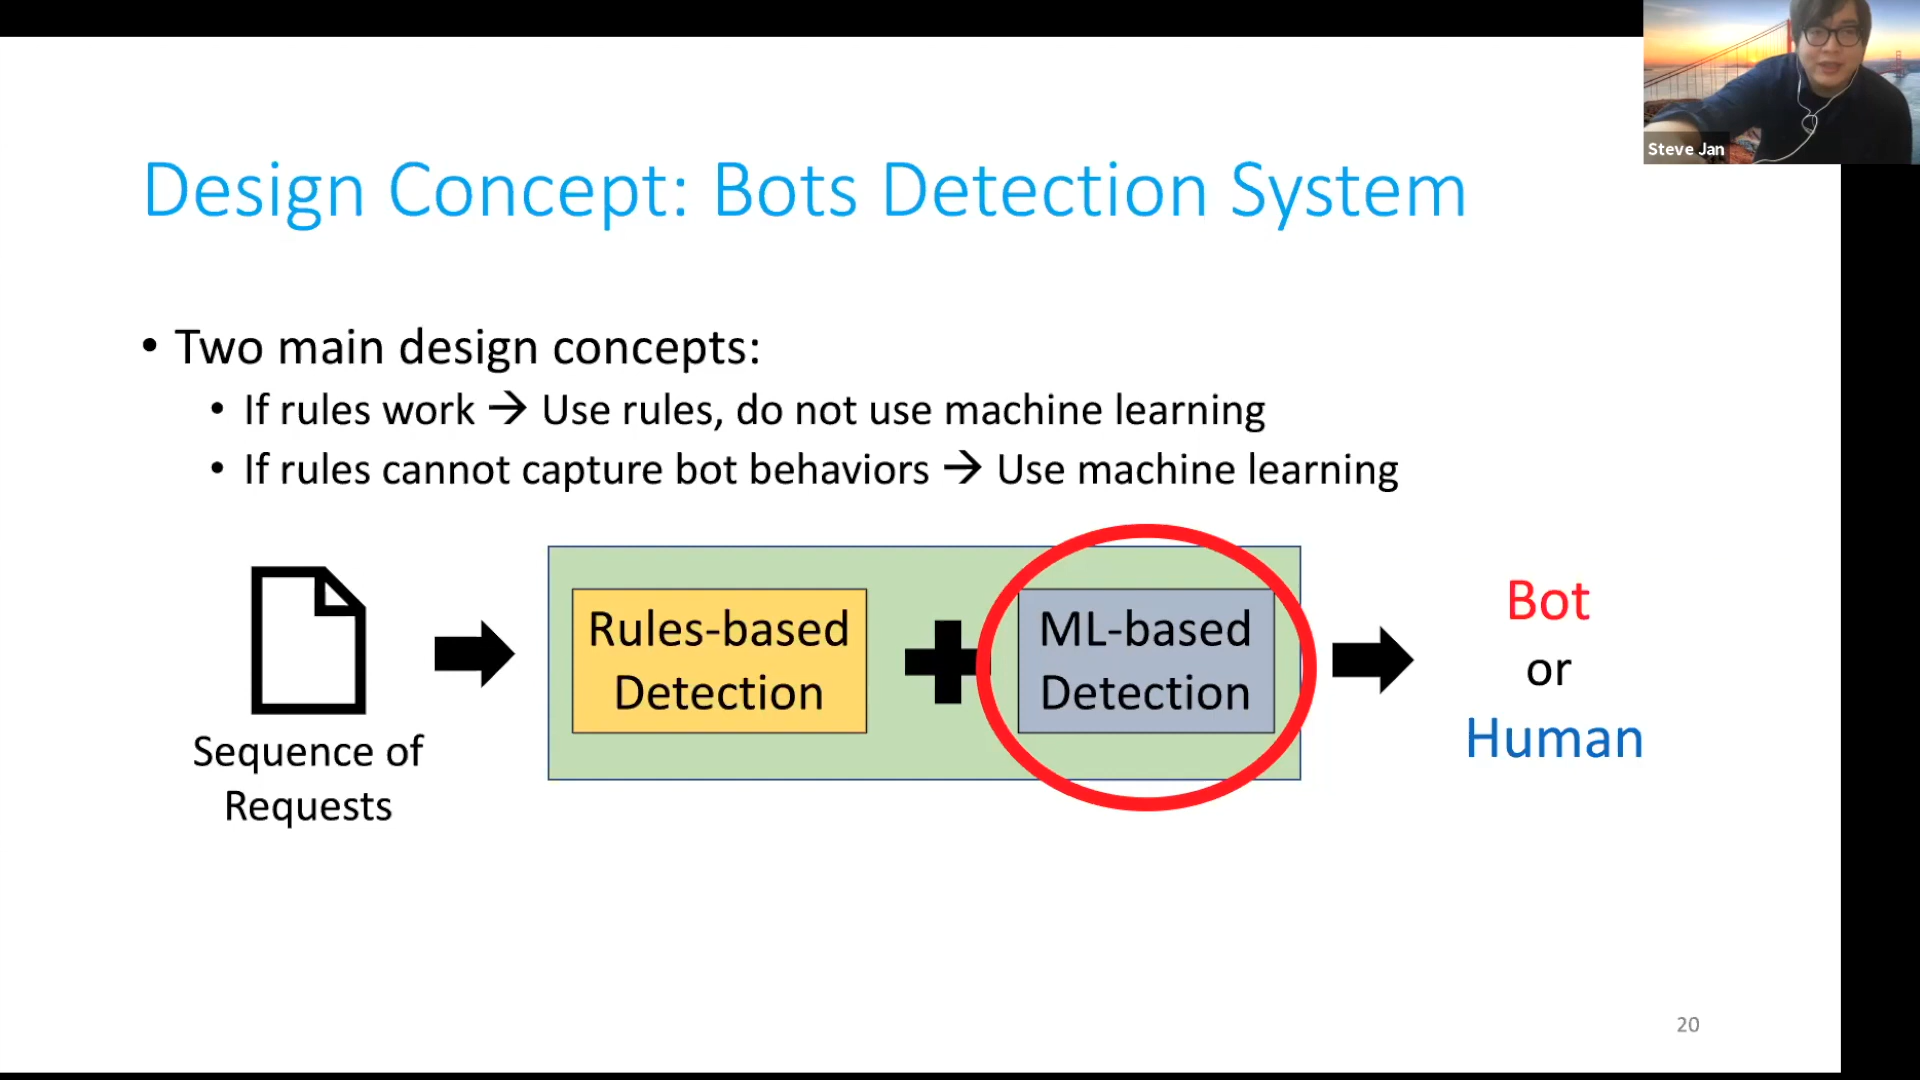 Steve Jan
Design Concept: Bots Detection System
• Two main design concepts:
• If rules work → Use rules, do not use machine learning
• If rules cannot capture bot behaviors → Use machine learning
Sequence of
Requests
Rules-based
Detection
ML-based
Detection
Bot
or
Human
20